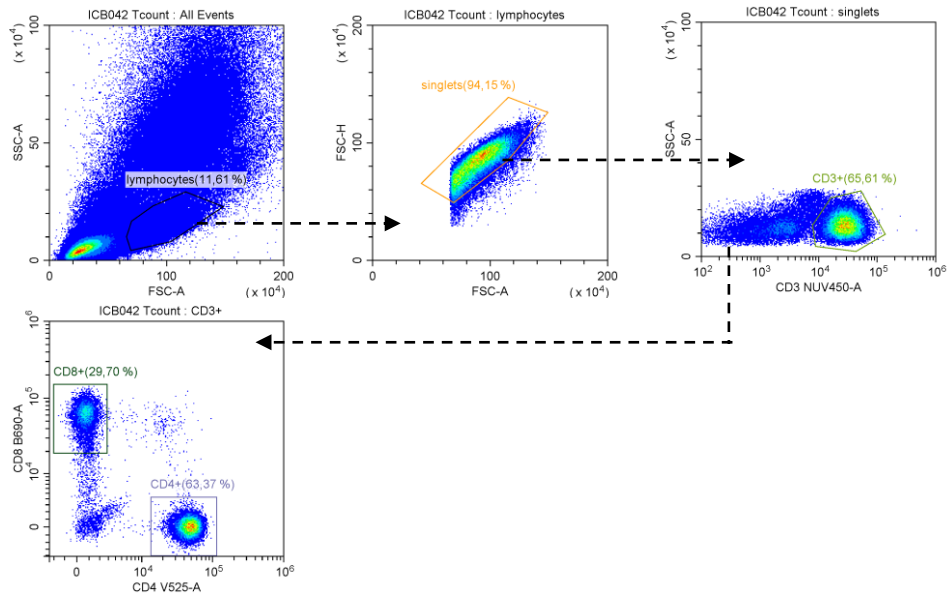 ICB042 Tcount : All Events
SSC-A
(x 10⁴)
100
50
0
lymphocytes(11,61 %)
0
100
200
FSC-A
(x 10⁴)
ICB042 Tcount : lymphocytes
FSC-H
(x 10⁴)
200
100
0
singlets(94,15 %)
0
100
200
FSC-A
(x 10⁴)
ICB042 Tcount : singlets
SSC-A
(x 10⁴)
100
50
0
CD3+(65,61 %)
10² 10³ 10⁴ 10⁵ 10⁶
CD3 NUV450-A
ICB042 Tcount : CD3+
CD8 B690-A
10⁶
10⁵
10⁴
0
CD8+(29,70 %)
CD4+(63,37 %)
0 10⁴ 10⁵ 10⁶
CD4 V525-A